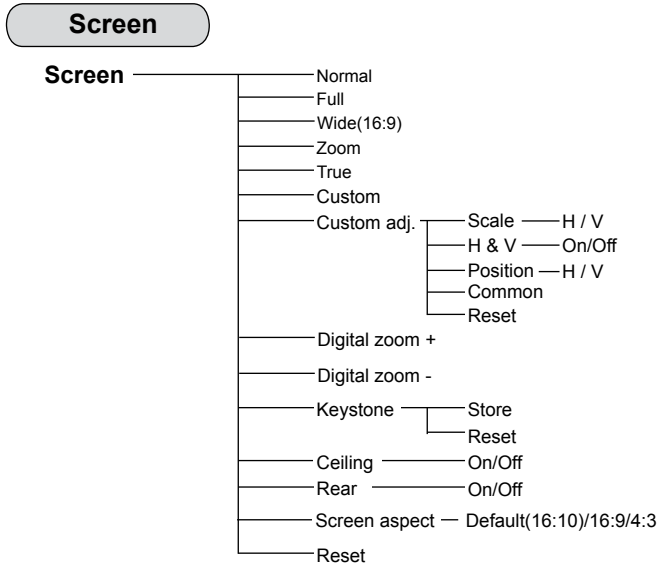 Screen
Screen
Normal
Full
Wide(16:9)
Zoom
True
Custom
Custom adj. Scale H / V
H & V On/Off
Position H / V
Common
Reset
Digital zoom +
Digital zoom -
Keystone Store
Reset
Ceiling On/Off
Rear On/Off
Screen aspect Default(16:10)/16:9/4:3
Reset